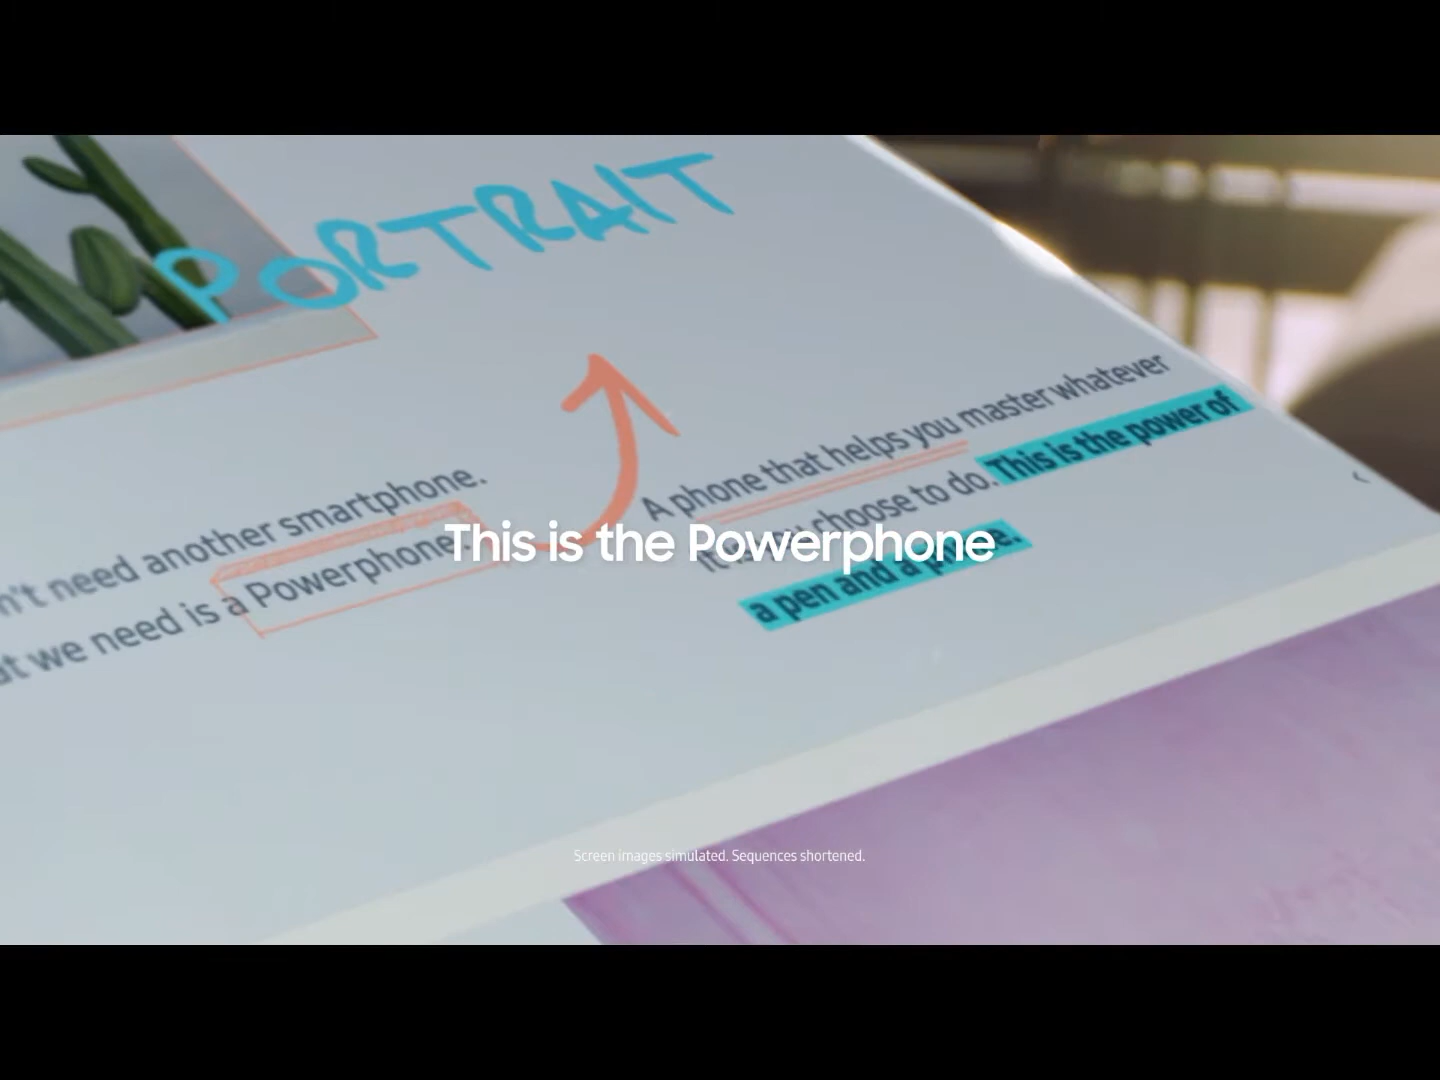 PORTRAIT
need another smartphone.
we need is a Powerphone.
A phone that helps you master whatever
choose to do. This is the power of
a pen and a
This is the Powerphone
Screen images simulated. Sequences shortened.